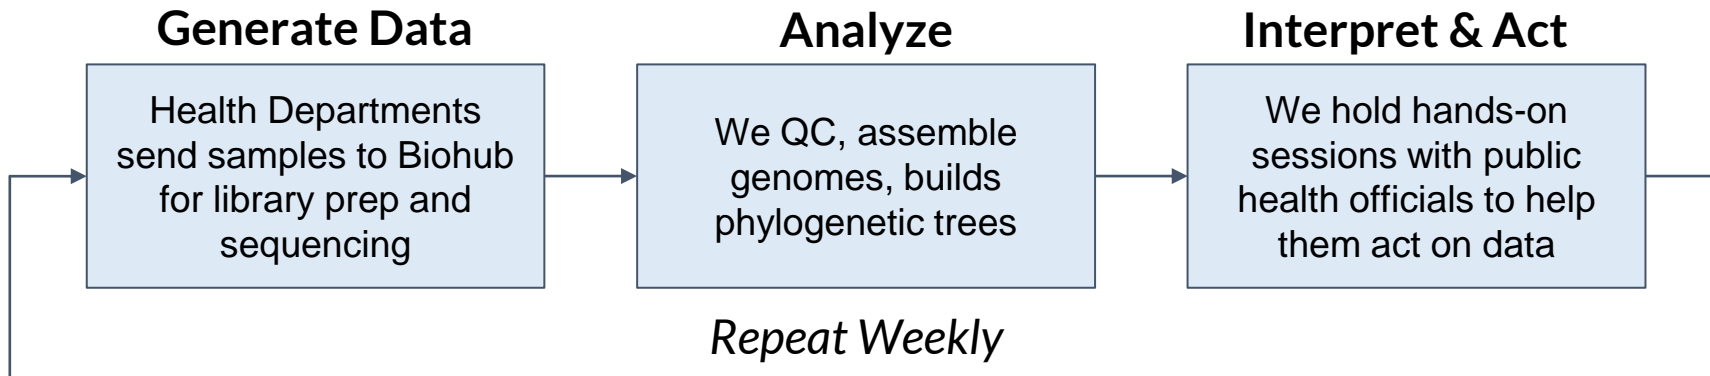 Generate Data
Health Departments
send samples to Biohub
for library prep and
sequencing
Analyze
We QC, assemble
genomes, builds
phylogenetic trees
Interpret & Act
We hold hands-on
sessions with public
health officials to help
them act on data
Repeat Weekly